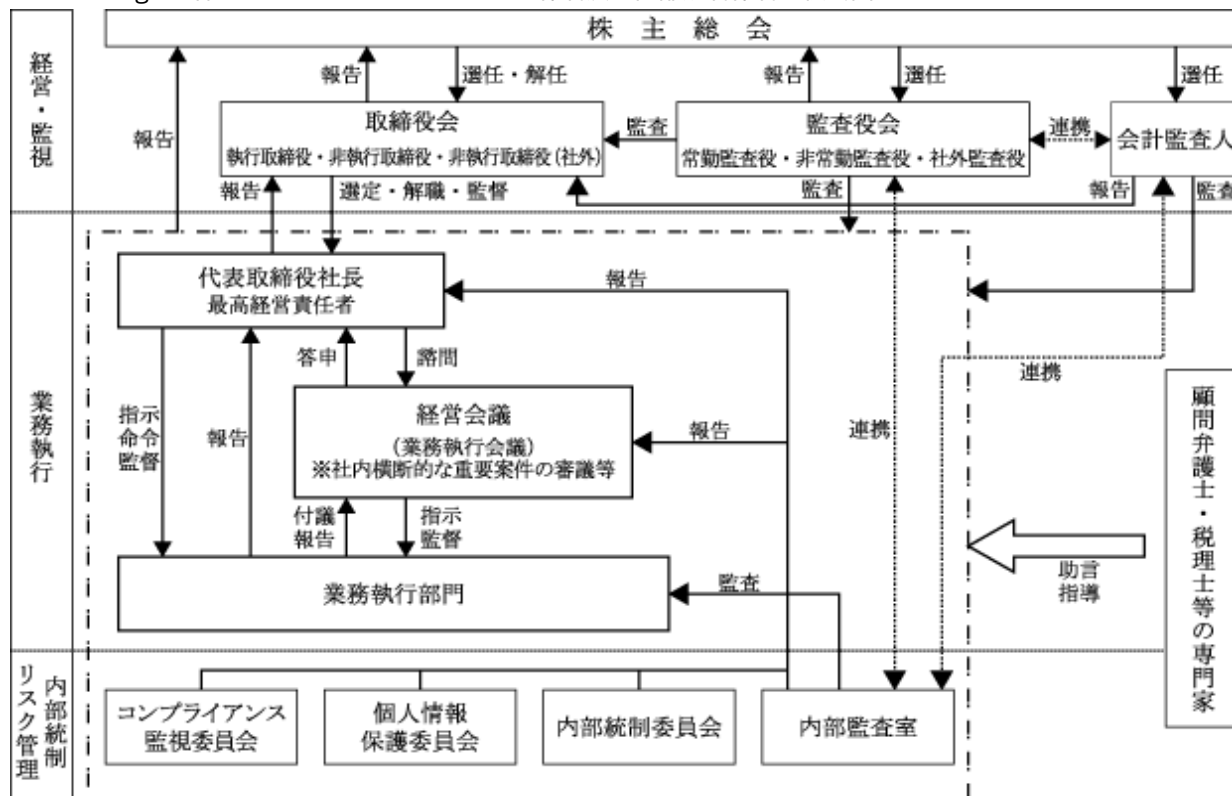 株主総会
経営・監視
報告
報告
選任・解任
報告
選任
選任
取締役会
執行取締役・非執行取締役・非執行取締役(社外)
監査
監査役会
常勤監査役・非常勤監査役・社外監査役
連携
会計監査人
報告
選定・解職・監督
監査
報告
監査
業務執行
代表取締役社長
最高経営責任者
報告
答申
諮問
連携
指示
命令
監督
報告
経営会議
(業務執行会議)
※社内横断的な重要案件の審議等
報告
連携
付議
報告
指示
監督
業務執行部門
監査
助言
指導
顧問弁護士・税理士等の専門家
内部統制
リスク管理
コンプライアンス
監視委員会
個人情報
保護委員会
内部統制委員会
内部監査室